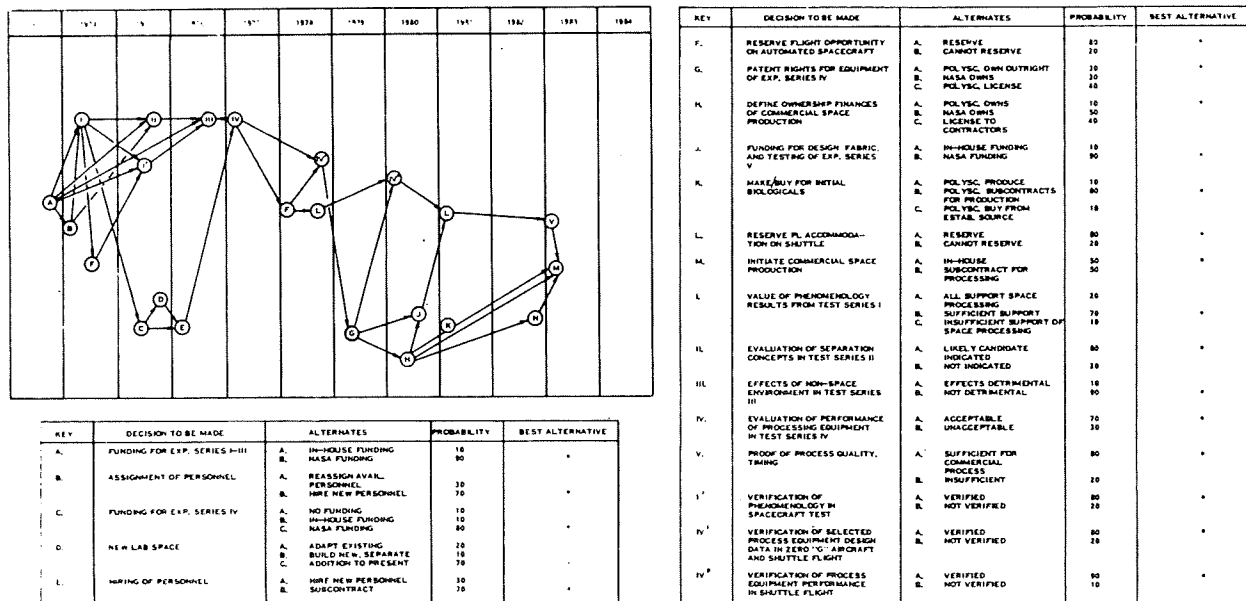 1978 1979 1980 1982 1983 1984
I II III IV
I'
A
B
F
D
C E
F L
L V
G J K N
H M
KEY DECISION TO BE MADE ALTERNATES PROBABILITY BEST ALTERNATIVE
A. FUNDING FOR EXP. SERIES I-III A. IN-HOUSE FUNDING 10
B. NASA FUNDING 90 *
B. ASSIGNMENT OF PERSONNEL A. REASSIGN AVAIL.
PERSONNEL 30
B. HIRE NEW PERSONNEL 70 *
C. FUNDING FOR EXP. SERIES IV A. NO FUNDING 10
B. IN-HOUSE FUNDING 10
C. NASA FUNDING 80 *
D. NEW LAB SPACE A. ADAPT EXISTING 20
B. BUILD NEW, SEPARATE 10
C. ADDITION TO PRESENT 70
HIRING OF PERSONNEL A. HIRE NEW PERSONNEL 30
B. SUBCONTRACT 70 *
KEY DECISION TO BE MADE ALTERNATES PROBABILITY BEST ALTERNATIVE
F. RESERVE FLIGHT OPPORTUNITY A. RESERVE *
ON AUTOMATED SPACECRAFT B. CANNOT RESERVE 20
G. PATENT RIGHTS FOR EQUIPMENT A. POLYSC. OWN OUTRIGHT 30 *
OF EXP. SERIES IV B. NASA OWNS 30
C. POLYSC. LICENSE 40
H. DEFINE OWNERSHIP FINANCES A. POLYSC. OWNS 10 *
OF COMMERCIAL SPACE B. NASA OWNS 50
PRODUCTION C. LICENSE TO 40
CONTRACTORS
J. FUNDING FOR DESIGN, FABRIC. A. IN-HOUSE FUNDING 10
AND TESTING OF EXP. SERIES B. NASA FUNDING 90 *
V
K. MAKE/BUY FOR INITIAL A. POLYSC. PRODUCE 10
BIOLOGICALS B. POLYSC. SUBCONTRACTS 80 *
FOR PRODUCTION
C. POLYSC. BUY FROM 10
ESTAB. SOURCE
L. RESERVE PL ACCOMMODA- A. RESERVE 80 *
TION ON SHUTTLE B. CANNOT RESERVE 20
M. INITIATE COMMERCIAL SPACE A. IN-HOUSE 50 *
PRODUCTION B. SUBCONTRACT FOR 50
PROCESSING
I. VALUE OF PHENOMENOLOGY A. ALL SUPPORT SPACE 20
RESULTS FROM TEST SERIES I PROCESSING
B. SUFFICIENT SUPPORT 70 *
C. INSUFFICIENT SUPPORT OF 10
SPACE PROCESSING
II. EVALUATION OF SEPARATION A. LIKELY CANDIDATE 80 *
CONCEPTS IN TEST SERIES II INDICATED
B. NOT INDICATED 20
III. EFFECTS OF NON-SPACE A. EFFECTS DETRIMENTAL 10
ENVIRONMENT IN TEST SERIES B. NOT DETRIMENTAL 90 *
III
IV. EVALUATION OF PERFORMANCE A. ACCEPTABLE 70 *
OF PROCESSING EQUIPMENT B. UNACCEPTABLE 30
IN TEST SERIES IV
V. PROOF OF PROCESS QUALITY, A. SUFFICIENT FOR 80 *
TIMING COMMERCIAL
PROCESS
B. INSUFFICIENT 20
I' VERIFICATION OF A. VERIFIED 80 *
PHENOMENOLOGY IN B. NOT VERIFIED 20
SPACECRAFT TEST
IV' VERIFICATION OF SELECTED A. VERIFIED 80 *
PROCESS EQUIPMENT DESIGN B. NOT VERIFIED 20
DATA IN ZERO "G" AIRCRAFT
AND SHUTTLE FLIGHT
IV" VERIFICATION OF PROCESS A. VERIFIED 90 *
EQUIPMENT PERFORMANCE B. NOT VERIFIED 10
IN SHUTTLE FLIGHT